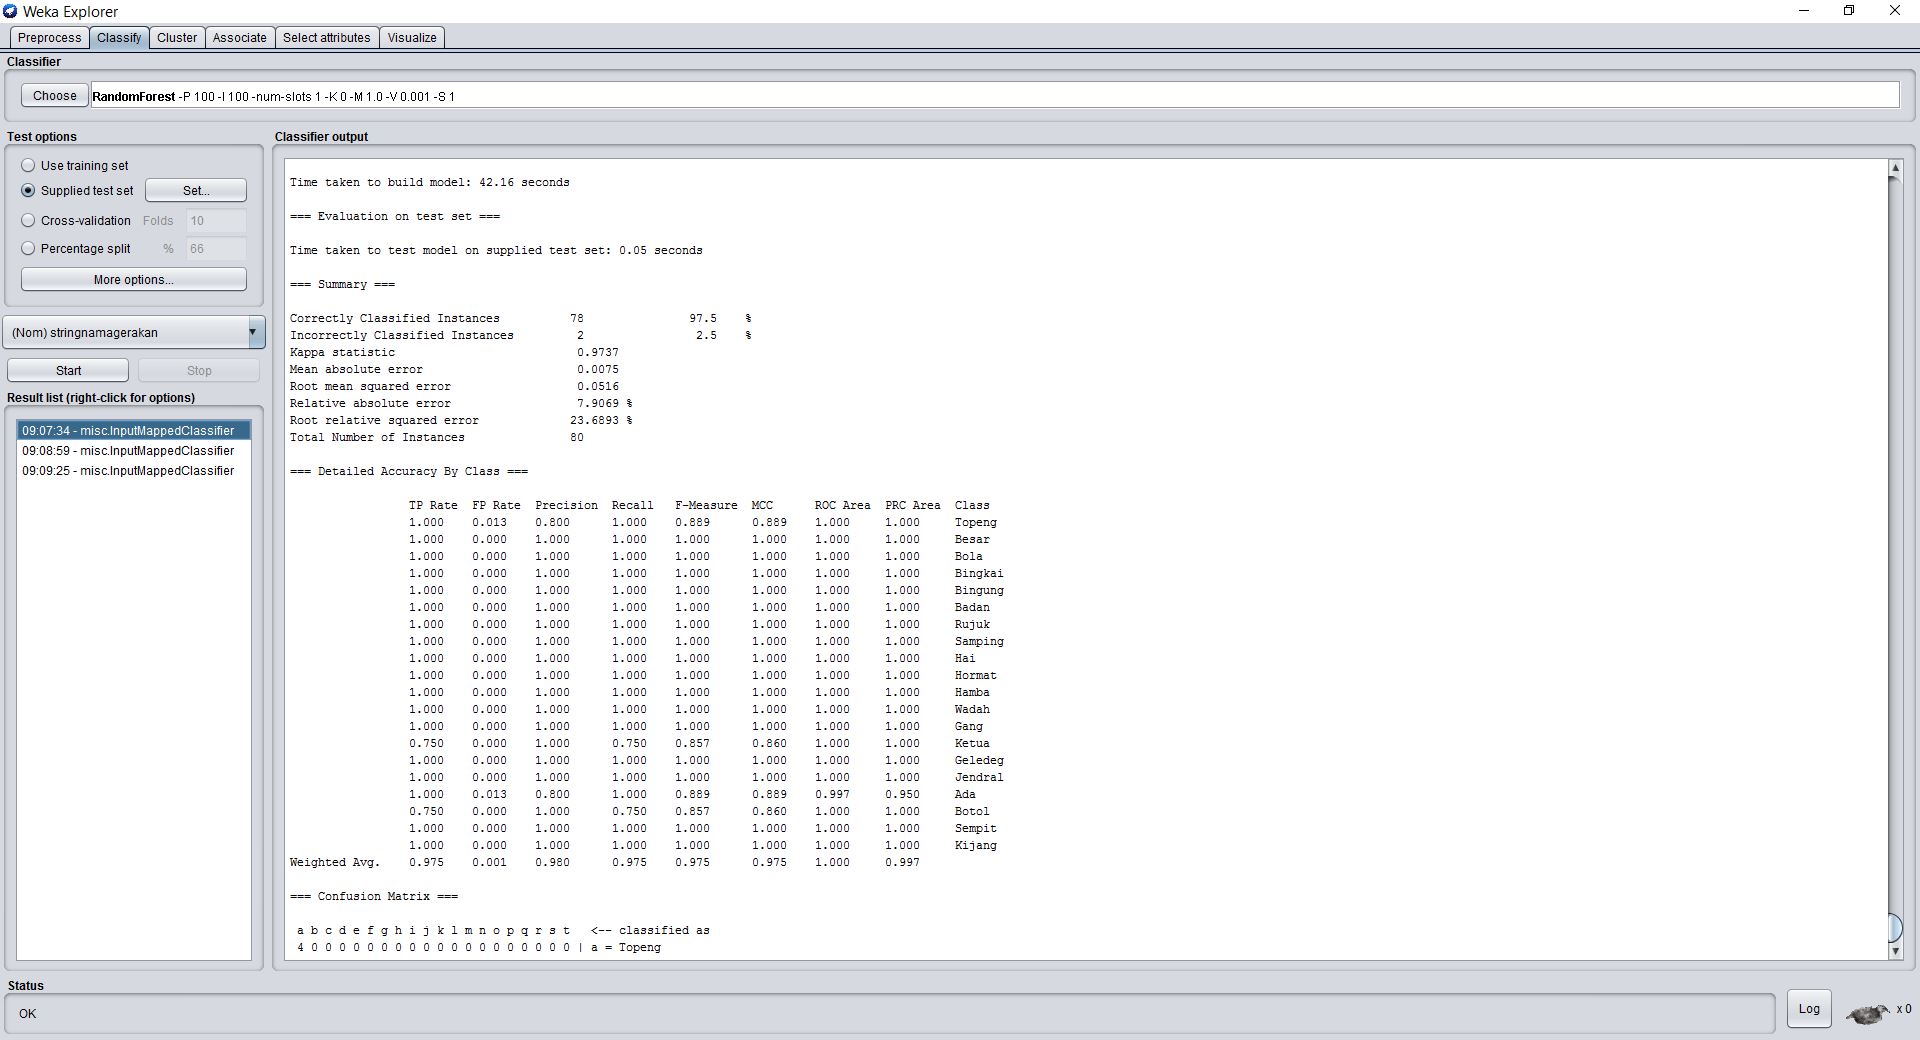 Weka Explorer
Preprocess Classify Cluster Associate Select attributes Visualize
Classifier
Choose RandomForest -P 100 -I 100 -num-slots 1 -K 0 -M 1.0 -V 0.001 -S 1
Test options
Use training set
Supplied test set Set...
Cross-validation Folds 10
Percentage split % 66
More options...
(Nom) stringnamagerakan
Start Stop
Result list (right-click for options)
09:07:34 - misc.InputMappedClassifier
09:08:59 - misc.InputMappedClassifier
09:09:25 - misc.InputMappedClassifier
Classifier output
Time taken to build model: 42.16 seconds
=== Evaluation on test set ===
Time taken to test model on supplied test set: 0.05 seconds
=== Summary ===
Correctly Classified Instances 78 97.5 %
Incorrectly Classified Instances 2 2.5 %
Kappa statistic 0.9737
Mean absolute error 0.0075
Root mean squared error 0.0516
Relative absolute error 7.9069 %
Root relative squared error 23.6893 %
Total Number of Instances 80
=== Detailed Accuracy By Class ===
TP Rate FP Rate Precision Recall F-Measure MCC ROC Area PRC Area Class
1.000 0.013 0.800 1.000 0.889 0.889 1.000 1.000 Topeng
1.000 0.000 1.000 1.000 1.000 1.000 1.000 1.000 Besar
1.000 0.000 1.000 1.000 1.000 1.000 1.000 1.000 Bola
1.000 0.000 1.000 1.000 1.000 1.000 1.000 1.000 Bingkai
1.000 0.000 1.000 1.000 1.000 1.000 1.000 1.000 Bingung
1.000 0.000 1.000 1.000 1.000 1.000 1.000 1.000 Badan
1.000 0.000 1.000 1.000 1.000 1.000 1.000 1.000 Rujuk
1.000 0.000 1.000 1.000 1.000 1.000 1.000 1.000 Samping
1.000 0.000 1.000 1.000 1.000 1.000 1.000 1.000 Hai
1.000 0.000 1.000 1.000 1.000 1.000 1.000 1.000 Hormat
1.000 0.000 1.000 1.000 1.000 1.000 1.000 1.000 Hamba
1.000 0.000 1.000 1.000 1.000 1.000 1.000 1.000 Wadah
1.000 0.000 1.000 1.000 1.000 1.000 1.000 1.000 Gang
0.750 0.000 1.000 0.750 0.857 0.860 1.000 1.000 Ketua
1.000 0.000 1.000 1.000 1.000 1.000 1.000 1.000 Geledeg
1.000 0.000 1.000 1.000 1.000 1.000 1.000 1.000 Jendral
1.000 0.013 0.800 1.000 0.889 0.889 0.997 0.950 Ada
0.750 0.000 1.000 0.750 0.857 0.860 1.000 1.000 Botol
1.000 0.000 1.000 1.000 1.000 1.000 1.000 1.000 Sempit
1.000 0.000 1.000 1.000 1.000 1.000 1.000 1.000 Kijang
Weighted Avg. 0.975 0.001 0.980 0.975 0.975 0.975 1.000 0.997
=== Confusion Matrix ===
a b c d e f g h i j k l m n o p q r s t <-- classified as
4 0 0 0 0 0 0 0 0 0 0 0 0 0 0 0 0 0 0 0 | a = Topeng
Status
OK
Log
x 0